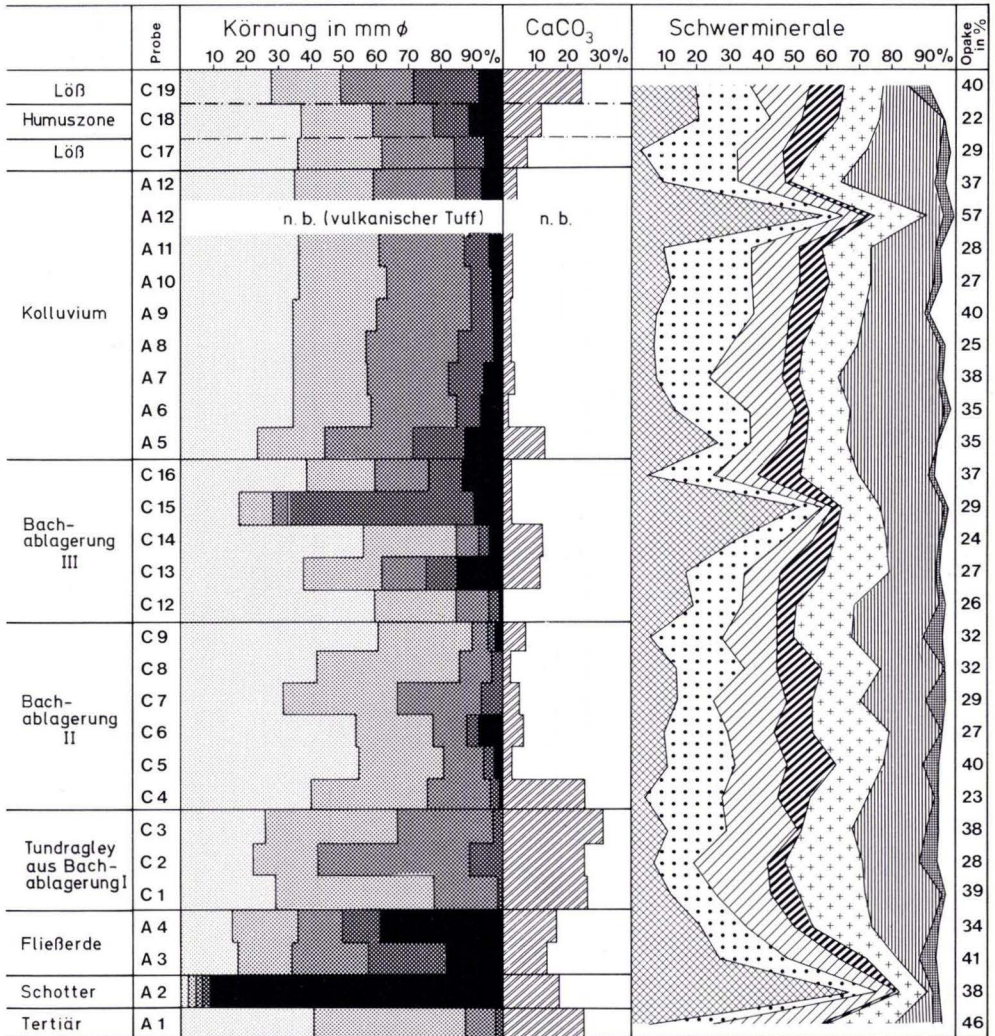 Probe
Körnung in mm ⌀
10 20 30 40 50 60 70 80 90%
CaCO3
10 20 30%
Schwerminerale
10 20 30 40 50 60 70 80 90%
Opake in %
Löß C 19 40
Humuszone C 18 22
Löß C 17 29
A 12 37
A 12 n. b. (vulkanischer Tuff) n. b. 57
A 11 28
A 10 27
Kolluvium A 9 40
A 8 25
A 7 38
A 6 35
A 5 35
C 16 37
C 15 29
Bach-
ablagerung
III
C 14 24
C 13 27
C 12 26
C 9 32
C 8 32
Bach-
ablagerung
II
C 7 29
C 6 27
C 5 40
C 4 23
Tundragley
aus Bach-
ablagerung I
C 3 38
C 2 28
C 1 39
Fließerde
A 4 34
A 3 41
Schotter A 2 38
Tertiär A 1 46